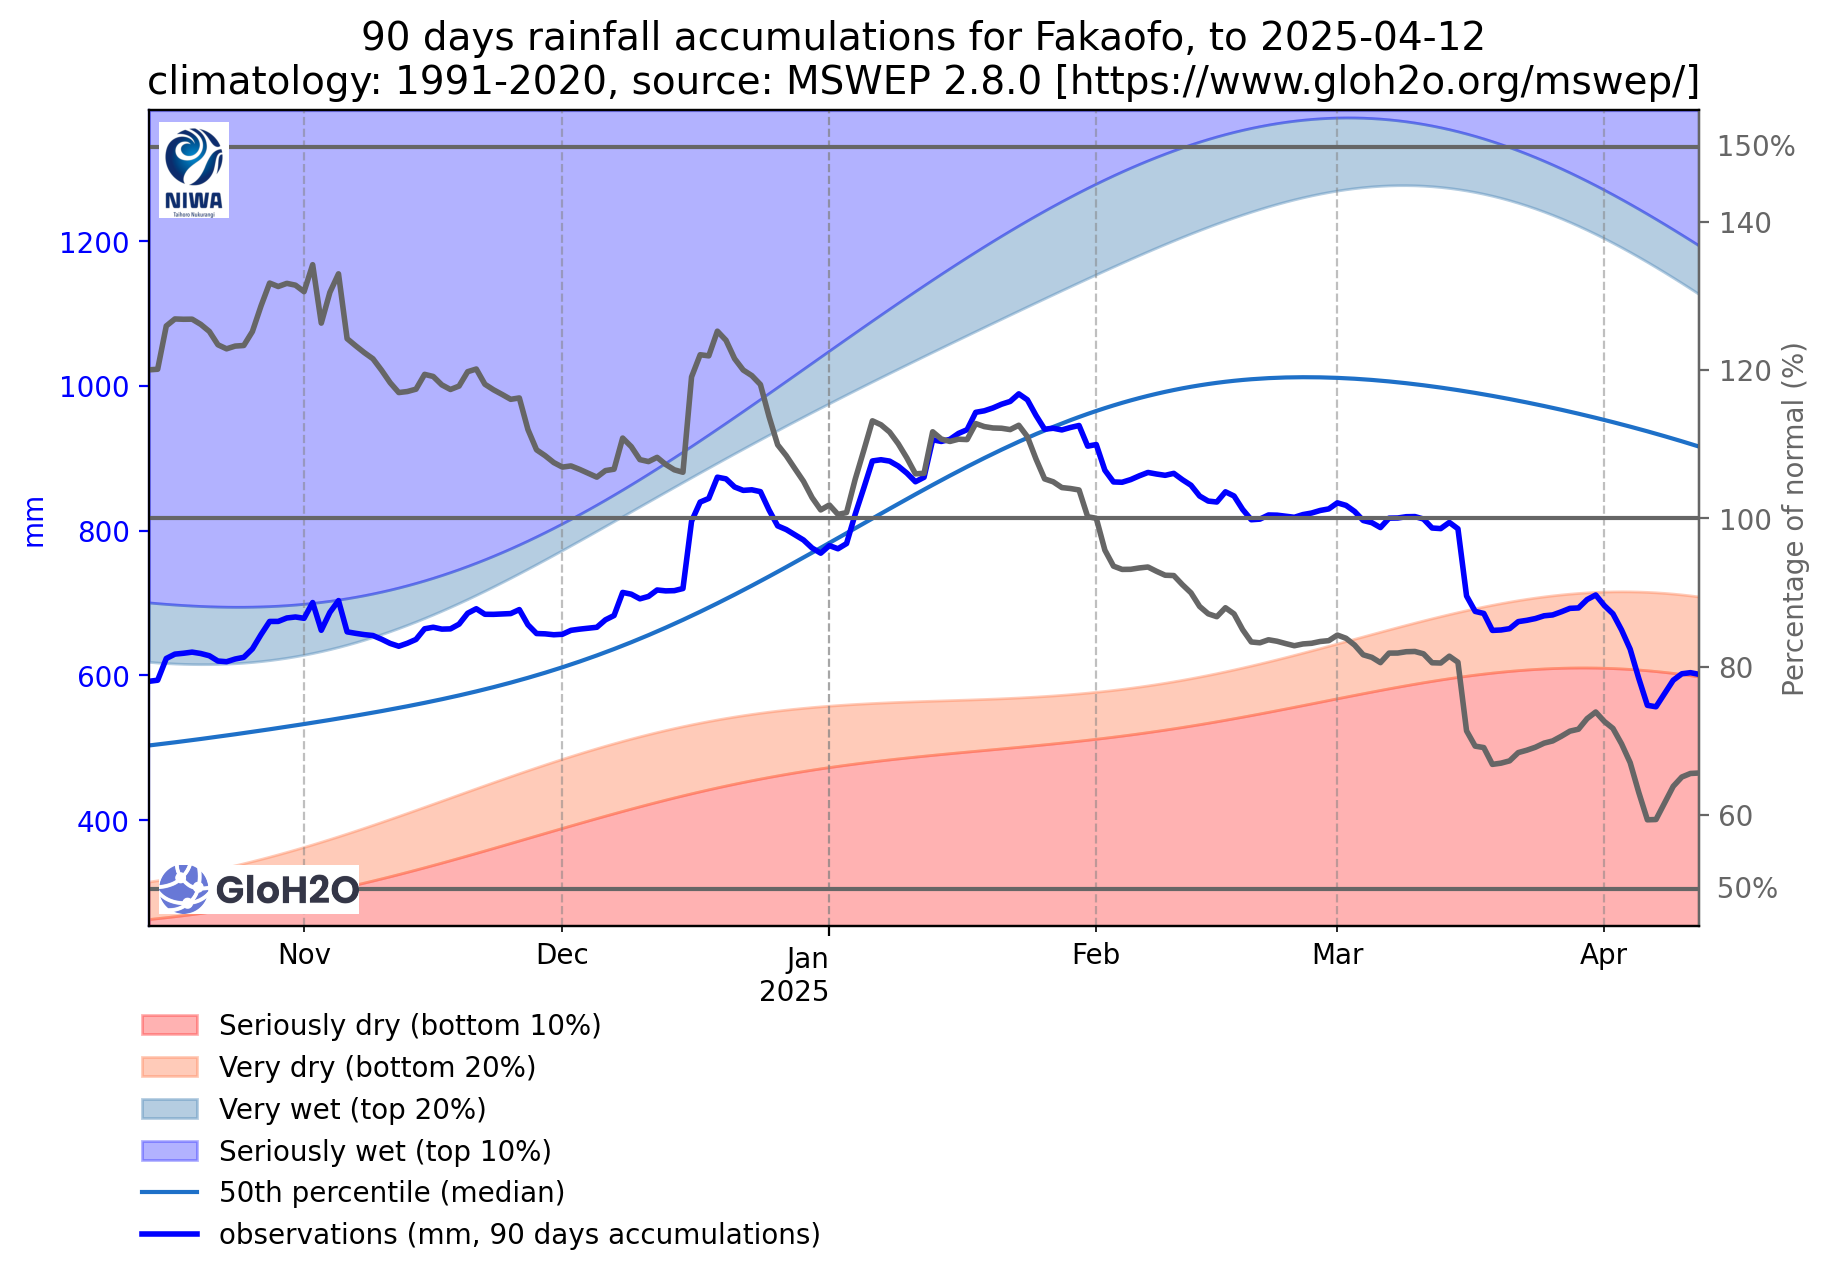 90 days rainfall accumulations for Fakaofo, to 2025-04-12
climatology: 1991-2020, source: MSWEP 2.8.0 [https://www.gloh2o.org/mswep/]
NIWA
Taihoro Nukurangi
150%
140
120
100
80
60
50%
Percentage of normal (%)
1200
1000
800
600
400
mm
GloH2O
Nov
Dec
Jan
2025
Feb
Mar
Apr
Seriously dry (bottom 10%)
Very dry (bottom 20%)
Very wet (top 20%)
Seriously wet (top 10%)
50th percentile (median)
observations (mm, 90 days accumulations)